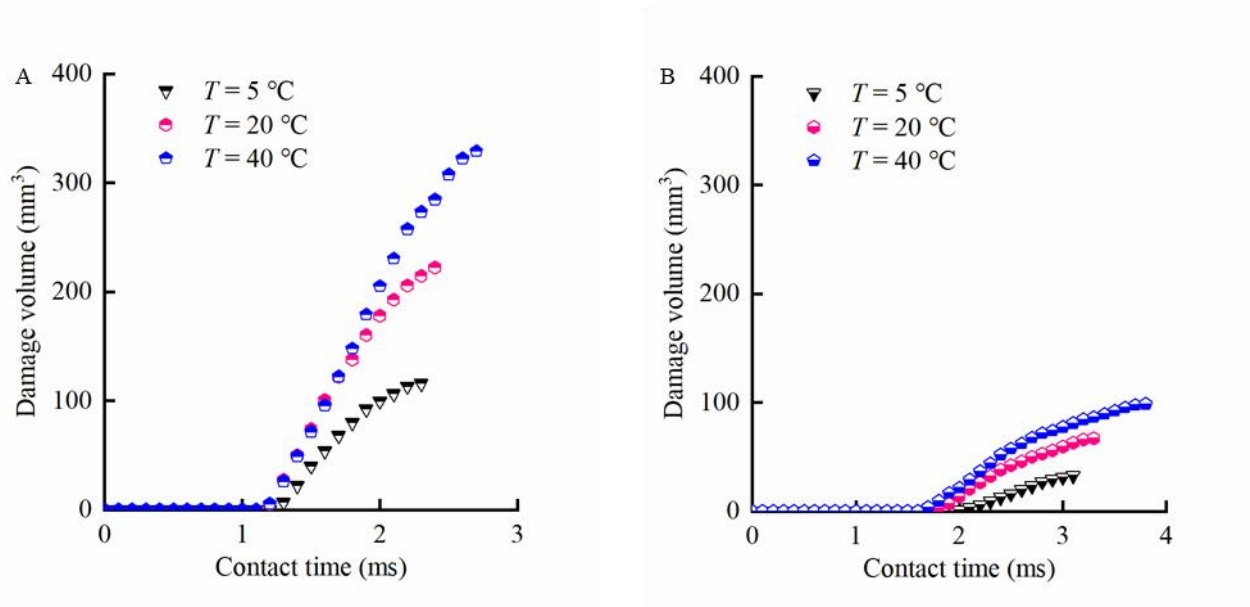 A
400
300
200
100
0
Damage volume (mm³)
T = 5 °C
T = 20 °C
T = 40 °C
0 1 2 3
Contact time (ms)
B
400
300
200
100
0
Damage volume (mm³)
T = 5 °C
T = 20 °C
T = 40 °C
0 1 2 3 4
Contact time (ms)